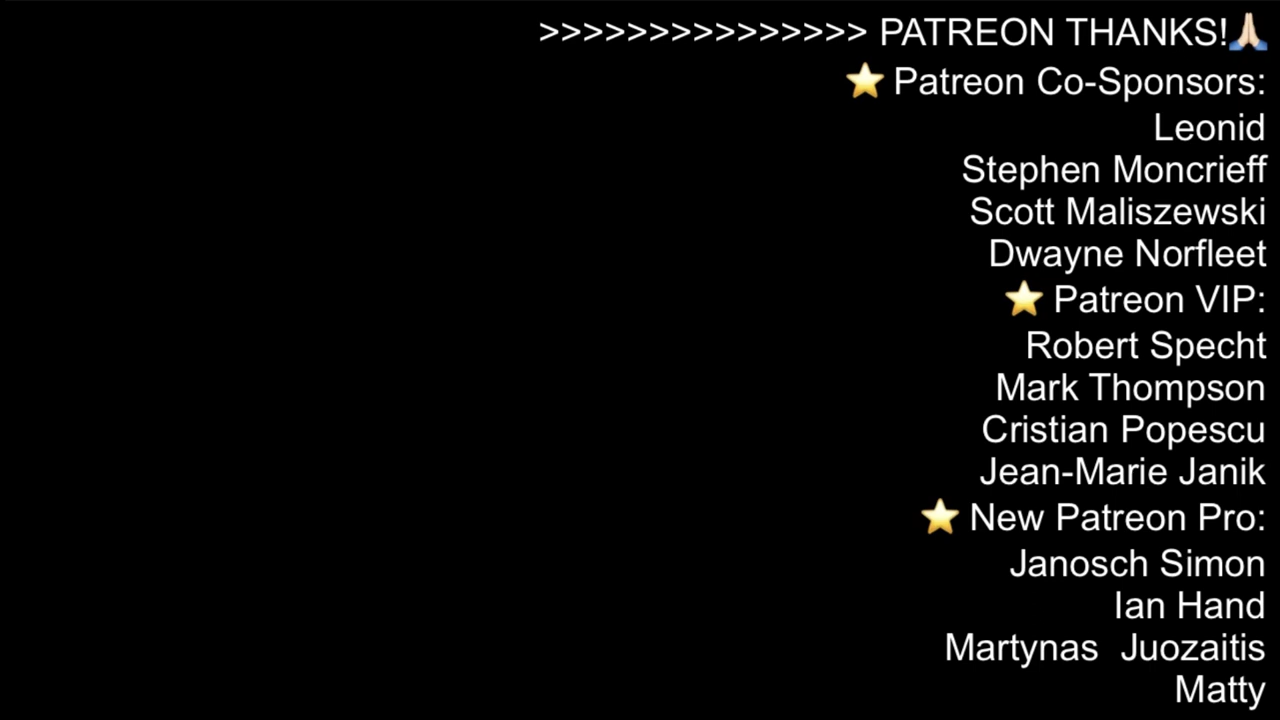 >>>>>>>>>>>>>>> PATREON THANKS!🙏🏻
⭐ Patreon Co-Sponsors:
Leonid
Stephen Moncrieff
Scott Maliszewski
Dwayne Norfleet
⭐ Patreon VIP:
Robert Specht
Mark Thompson
Cristian Popescu
Jean-Marie Janik
⭐ New Patreon Pro:
Janosch Simon
Ian Hand
Martynas  Juozaitis
Matty